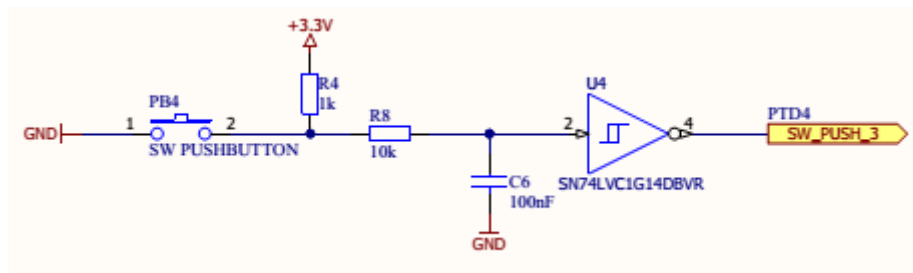 +3.3V
R4
1k
PB4
GND
1
2
SW PUSHBUTTON
R8
10k
C6
100nF
GND
U4
2
4
SN74LVC1G14DBVR
PTD4
SW_PUSH_3